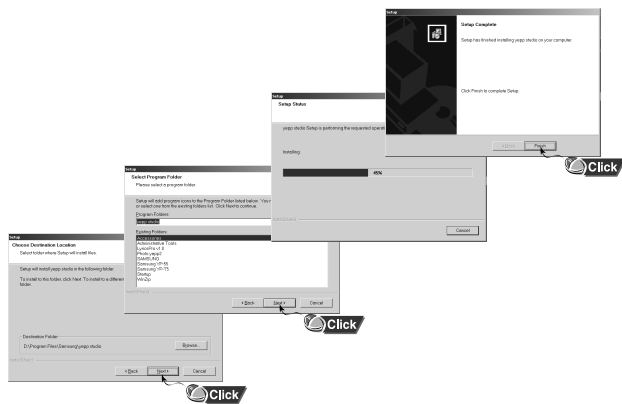 Setup
Choose Destination Location
Select folder where Setup will install files.
Setup will install yepp studio in the following folder.
To install to this folder, click Next. To install to a different
folder.
Destination Folder
D:\Program Files\Samsung\yepp studio
Browse...
< Back
Next >
Cancel
Click
Setup
Select Program Folder
Please select a program folder.
Setup will add program icons to the Program Folder listed below. You
or select one from the existing folders list. Click Next to continue.
Program Folders:
yepp studio
Existing Folders:
Accessories
Administrative Tools
Photo yepp2
SAMSUNG
Samsung YP-55
Samsung YP-T5
Startup
WinZip
< Back
Next >
Cancel
Click
Setup
Setup Status
yepp studio Setup is performing the requested
Installing:
45%
Cancel
Setup
Setup Complete
Setup has finished installing yepp studio on your computer.
Click Finish to complete Setup.
< Back
Finish
Click